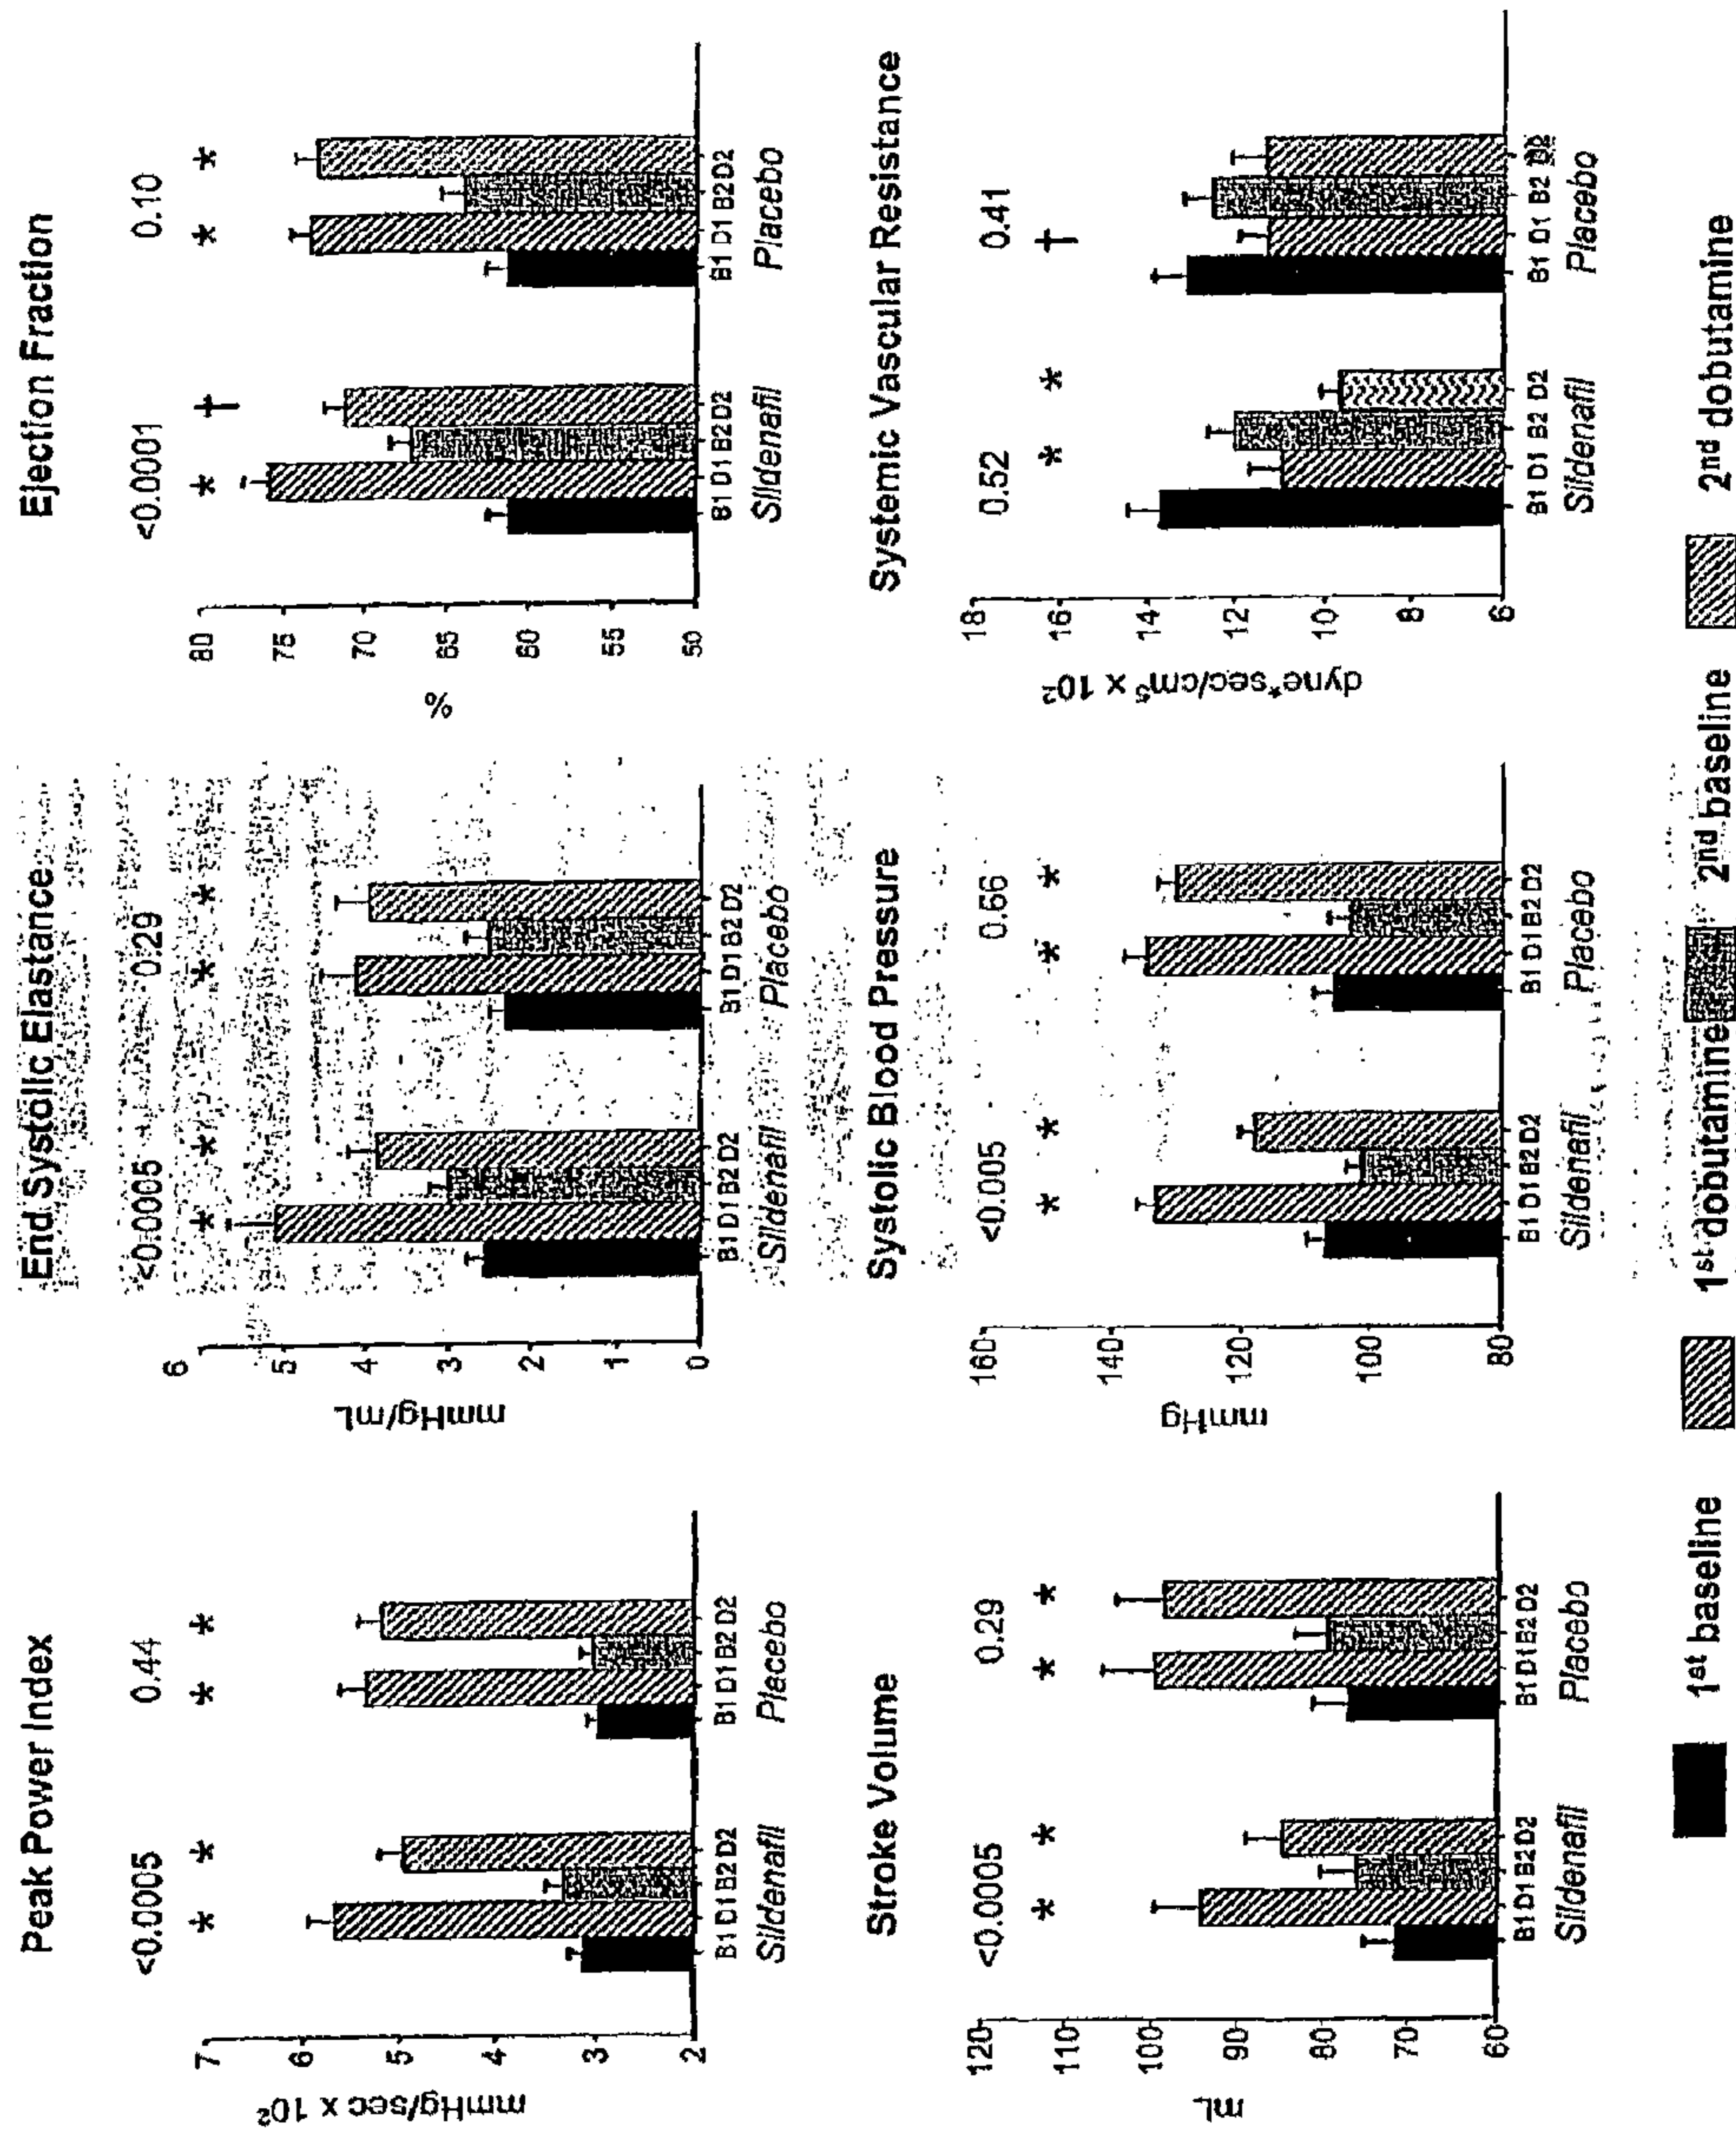 Peak Power Index
<0.0005 0.44
* * * *
7
6
5
4
3
2
mmHg/sec x 10²
B1 D1 B2 D2 B1 D1 B2 D2
Sildenafil Placebo
End Systolic Elastance
<0.0005 0.29
* * * *
6
5
4
3
2
1
0
mmHg/mL
B1 D1 B2 D2 B1 D1 B2 D2
Sildenafil Placebo
Ejection Fraction
<0.0001 0.10
* † * *
80
75
70
65
60
55
50
%
B1 D1 B2 D2 B1 D1 B2 D2
Sildenafil Placebo
Stroke Volume
<0.0005 0.29
* * * *
120
110
100
90
80
70
60
mL
B1 D1 B2 D2 B1 D1 B2 D2
Sildenafil Placebo
Systolic Blood Pressure
<0.005 0.66
* * * *
160
140
120
100
80
mmHg
B1 D1 B2 D2 B1 D1 B2 D2
Sildenafil Placebo
Systemic Vascular Resistance
0.52 0.41
* * †
18
16
14
12
10
8
6
dyne*sec/cm⁵ x 10²
B1 D1 B2 D2 B1 D1 B2 D2
Sildenafil Placebo
1st baseline 1st dobutamine 2nd baseline 2nd dobutamine